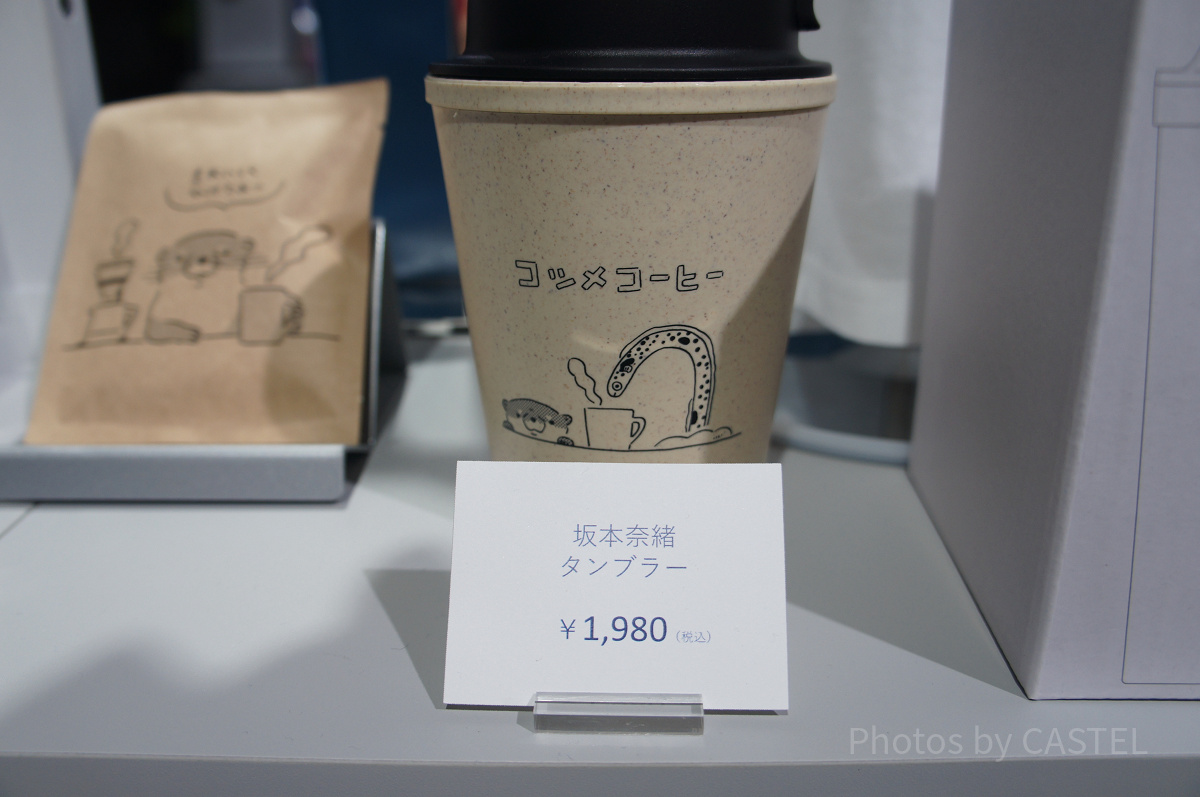 コツメコーヒー
坂本奈緒
タンブラー
¥1,980(税込)
Photos by CASTEL